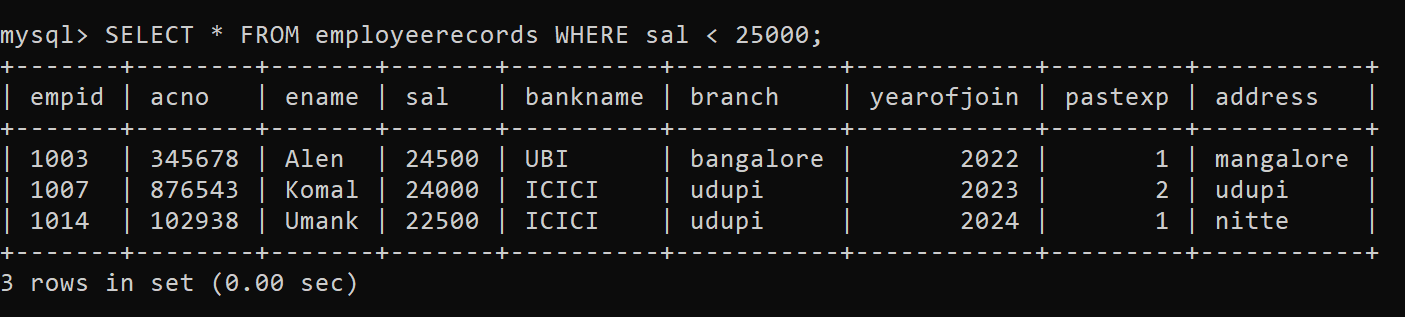 mysql> SELECT * FROM employeerecords WHERE sal < 25000;
+-------+--------+-------+-------+----------+-----------+------------+---------+-----------+
| empid | acno   | ename | sal   | bankname | branch    | yearofjoin | pastexp | address   |
+-------+--------+-------+-------+----------+-----------+------------+---------+-----------+
| 1003  | 345678 | Alen  | 24500 | UBI      | bangalore |       2022 |       1 | mangalore |
| 1007  | 876543 | Komal | 24000 | ICICI    | udupi     |       2023 |       2 | udupi     |
| 1014  | 102938 | Umank | 22500 | ICICI    | udupi     |       2024 |       1 | nitte     |
+-------+--------+-------+-------+----------+-----------+------------+---------+-----------+
3 rows in set (0.00 sec)